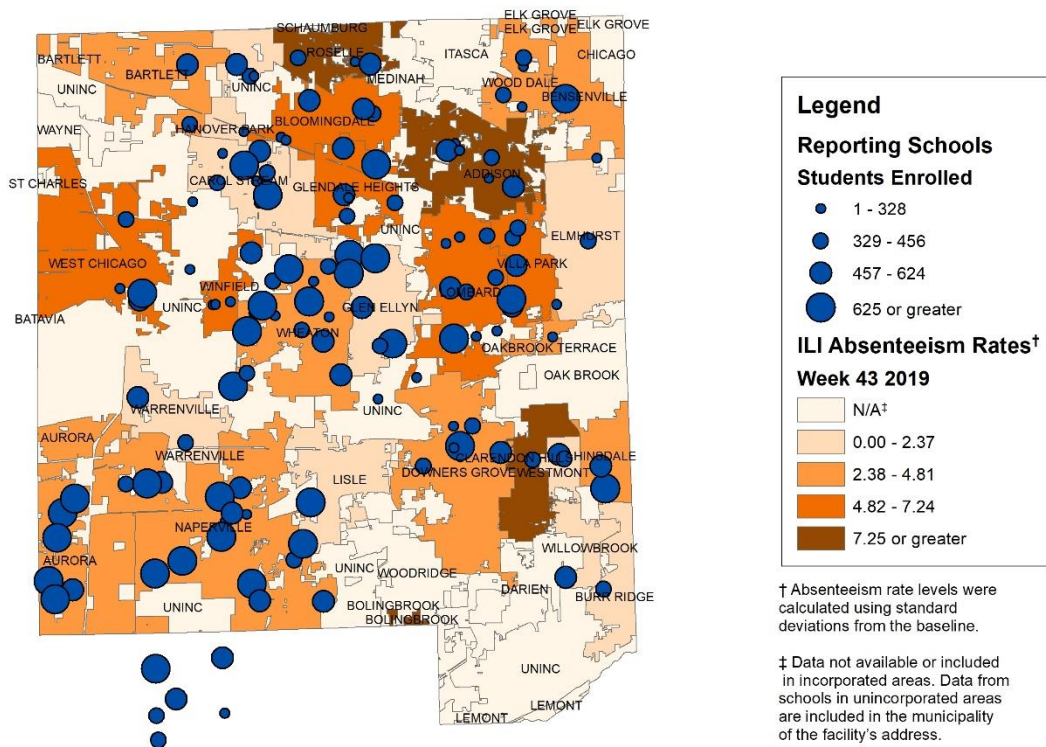 ELK GROVE
ELK GROVE
ELK GROVE
SCHAUMBURG
ROSELLE
ITASCA
CHICAGO
BARTLETT
BARTLETT
MEDINAH
UNINC
UNINC
WOOD DALE
BENSENVILLE
WAYNE
HANOVER PARK
BLOOMINGDALE
ST CHARLES
CAROL STREAM
GLENDALE HEIGHTS
ADDISON
UNINC
ELMHURST
WEST CHICAGO
VILLA PARK
WINFIELD
LOMBARD
BATAVIA
UNINC
GLEN ELLYN
WHEATON
OAKBROOK TERRACE
OAK BROOK
WARRENVILLE
UNINC
AURORA
WARRENVILLE
CLARENDON HILLS
HINSDALE
DOWNERS GROVE
WESTMONT
LISLE
NAPERVILLE
WILLOWBROOK
AURORA
UNINC
WOODRIDGE
DARIEN
BURR RIDGE
UNINC
BOLINGBROOK
BOLINGBROOK
UNINC
LEMONT
LEMONT
Legend
Reporting Schools
Students Enrolled
1 - 328
329 - 456
457 - 624
625 or greater
ILI Absenteeism Rates†
Week 43 2019
N/A‡
0.00 - 2.37
2.38 - 4.81
4.82 - 7.24
7.25 or greater
† Absenteeism rate levels were
calculated using standard
deviations from the baseline.
‡ Data not available or included
in incorporated areas. Data from
schools in unincorporated areas
are included in the municipality
of the facility's address.